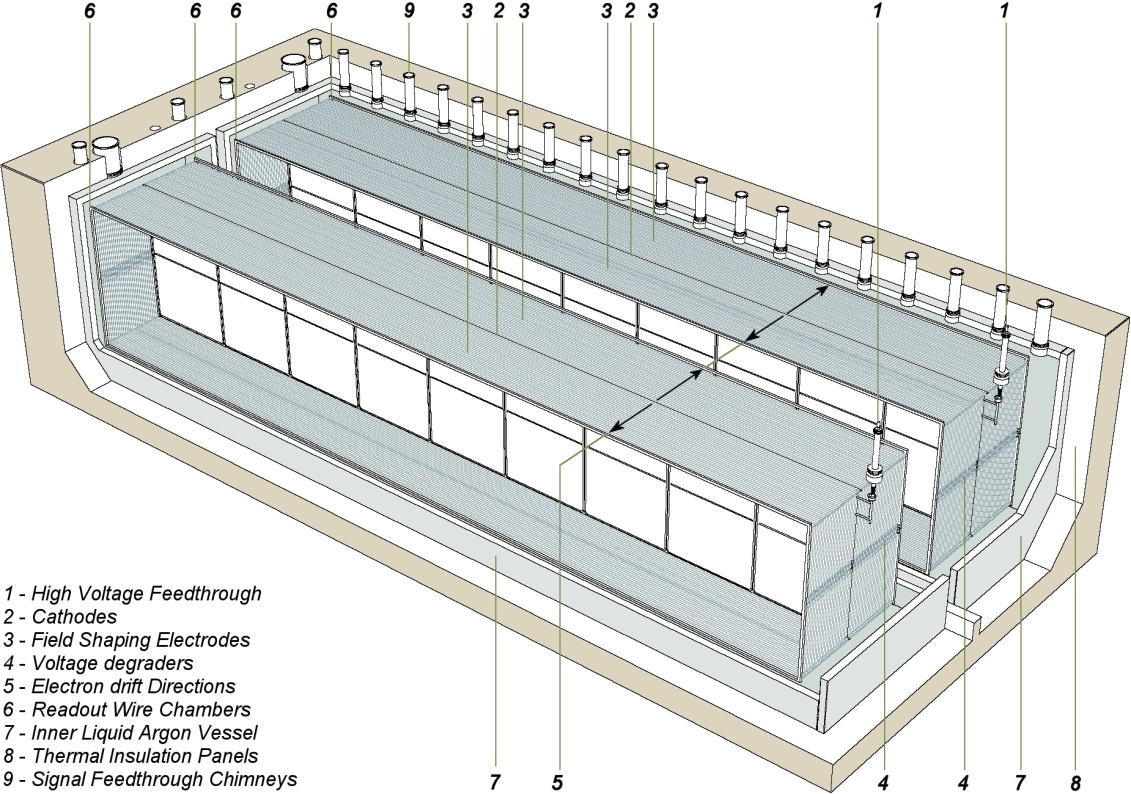 6 6 6 6 9 3 2 3 3 2 3 1 1
1 - High Voltage Feedthrough
2 - Cathodes
3 - Field Shaping Electrodes
4 - Voltage degraders
5 - Electron drift Directions
6 - Readout Wire Chambers
7 - Inner Liquid Argon Vessel
8 - Thermal Insulation Panels
9 - Signal Feedthrough Chimneys
7 5 4 4 7 8